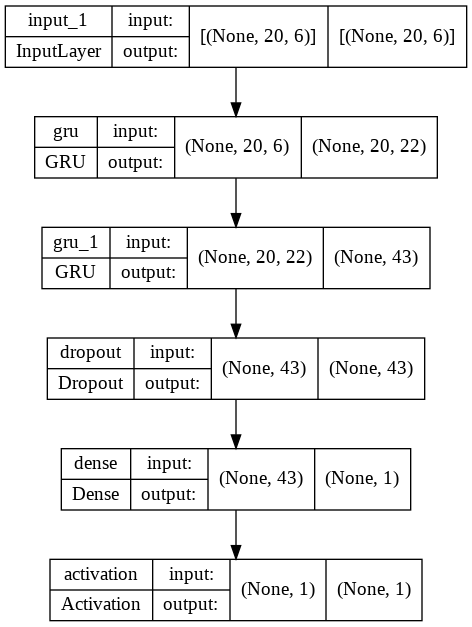 input_1 input: [(None, 20, 6)] [(None, 20, 6)]
InputLayer output:
gru input: (None, 20, 6) (None, 20, 22)
GRU output:
gru_1 input: (None, 20, 22) (None, 43)
GRU output:
dropout input: (None, 43) (None, 43)
Dropout output:
dense input: (None, 43) (None, 1)
Dense output:
activation input: (None, 1) (None, 1)
Activation output: